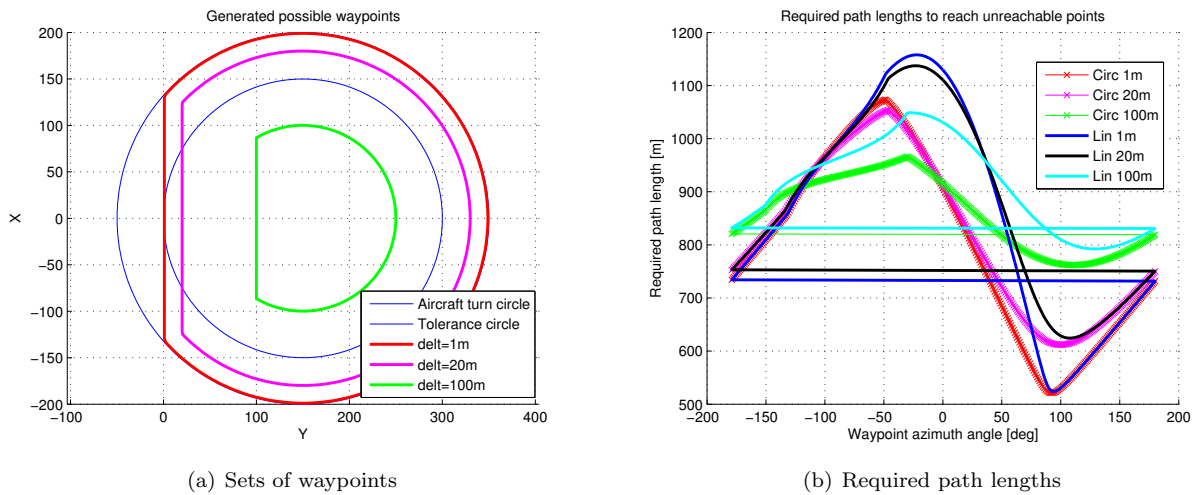 Generated possible waypoints
200
150
100
50
0
−50
−100
−150
−200
X
−100
0
100
200
300
400
Y
Aircraft turn circle
Tolerance circle
delt=1m
delt=20m
delt=100m
(a) Sets of waypoints
Required path lengths to reach unreachable points
1200
1100
1000
900
800
700
600
500
Required path length [m]
−200
−150
−100
−50
0
50
100
150
200
Waypoint azimuth angle [deg]
Circ 1m
Circ 20m
Circ 100m
Lin 1m
Lin 20m
Lin 100m
(b) Required path lengths